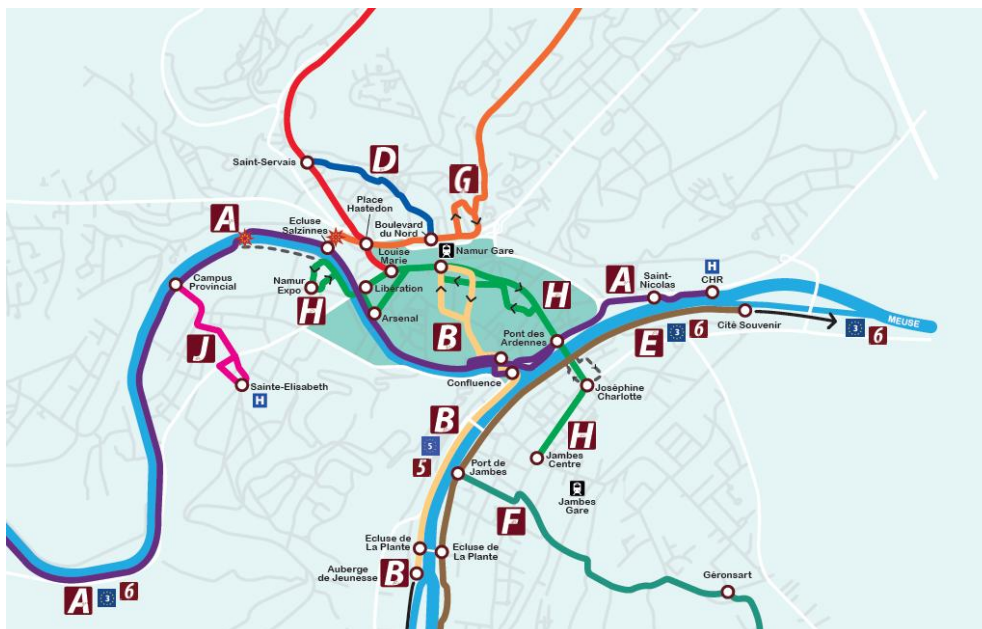 Saint-Servais
D
Place
Hastedon
G
Boulevard
du Nord
A
Ecluse
Salzinnes
Louise
Marie
Namur Gare
Campus
Provincial
Namur
Expo
H
Libération
Arsenal
H
B
A
Saint-
Nicolas
H
CHR
MEUSE
Cité Souvenir
3
6
E
3
6
Pont des
Ardennes
J
Sainte-Elisabeth
H
Confluence
Joséphine
Charlotte
B
5
5
H
Jambes
Centre
Port de
Jambes
Jambes
Gare
F
Ecluse de
La Plante
Ecluse de
La Plante
Auberge
de Jeunesse
B
Géronsart
A
3
6